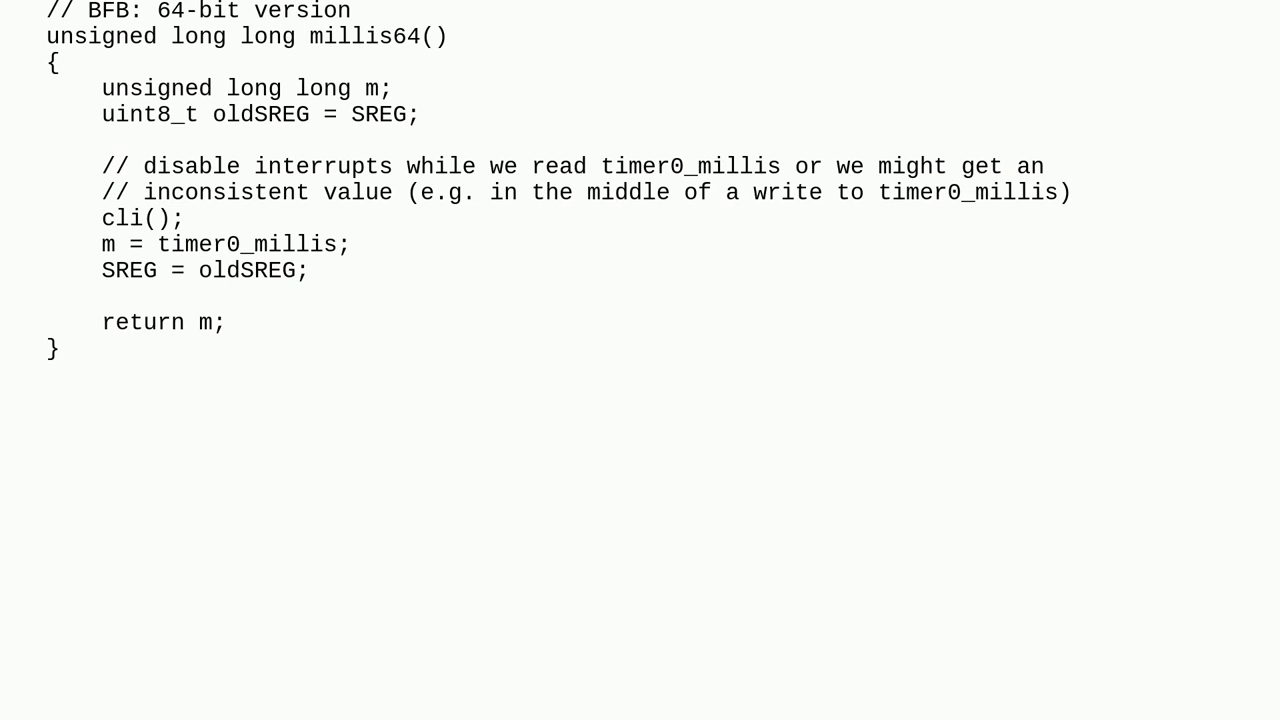 // BFB: 64-bit version
unsigned long long millis64()
{
    unsigned long long m;
    uint8_t oldSREG = SREG;

    // disable interrupts while we read timer0_millis or we might get an
    // inconsistent value (e.g. in the middle of a write to timer0_millis)
    cli();
    m = timer0_millis;
    SREG = oldSREG;

    return m;
}